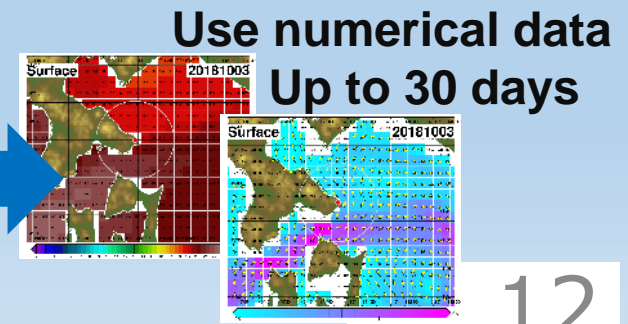 Use numerical data
Up to 30 days
Surface 20181003
Surface 20181003
12